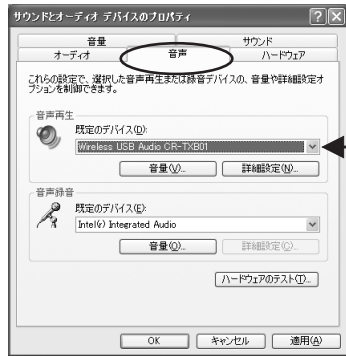 サウンドとオーディオ デバイスのプロパティ
音量 サウンド
オーディオ 音声 ハードウェア
これらの設定で、選択した音声再生または録音デバイスの、音量や詳細設定オ
プションを制御できます。
音声再生
既定のデバイス(D):
Wireless USB Audio CR-TXB01
音量(V)... 詳細設定(N)...
音声録音
既定のデバイス(E):
Intel(r) Integrated Audio
音量(O)... 詳細設定(C)...
ハードウェアのテスト(T)...
OK キャンセル 適用(A)